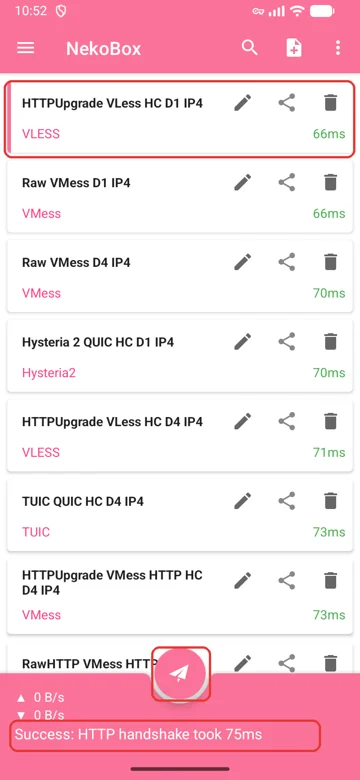 10:52
NekoBox
HTTPUpgrade VLess HC D1 IP4
VLESS
66ms
Raw VMess D1 IP4
VMess
66ms
Raw VMess D4 IP4
VMess
70ms
Hysteria 2 QUIC HC D1 IP4
Hysteria2
70ms
HTTPUpgrade VLess HC D4 IP4
VLESS
71ms
TUIC QUIC HC D4 IP4
TUIC
73ms
HTTPUpgrade VMess HTTP HC
D4 IP4
VMess
73ms
RawHTTP VMess HTTP
▲ 0 B/s
▼ 0 B/s
Success: HTTP handshake took 75ms